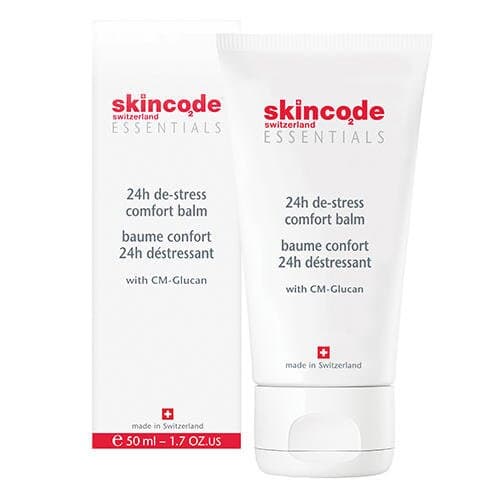 skincode
2
switzerland
ESSENTIALS
24h de-stress
comfort balm
baume confort
24h déstressant
with CM-Glucan
made in Switzerland
℮ 50 ml – 1.7 OZ.US
skincode
2
switzerland
ESSENTIALS
24h de-stress
comfort balm
baume confort
24h déstressant
with CM-Glucan
made in Switzerland